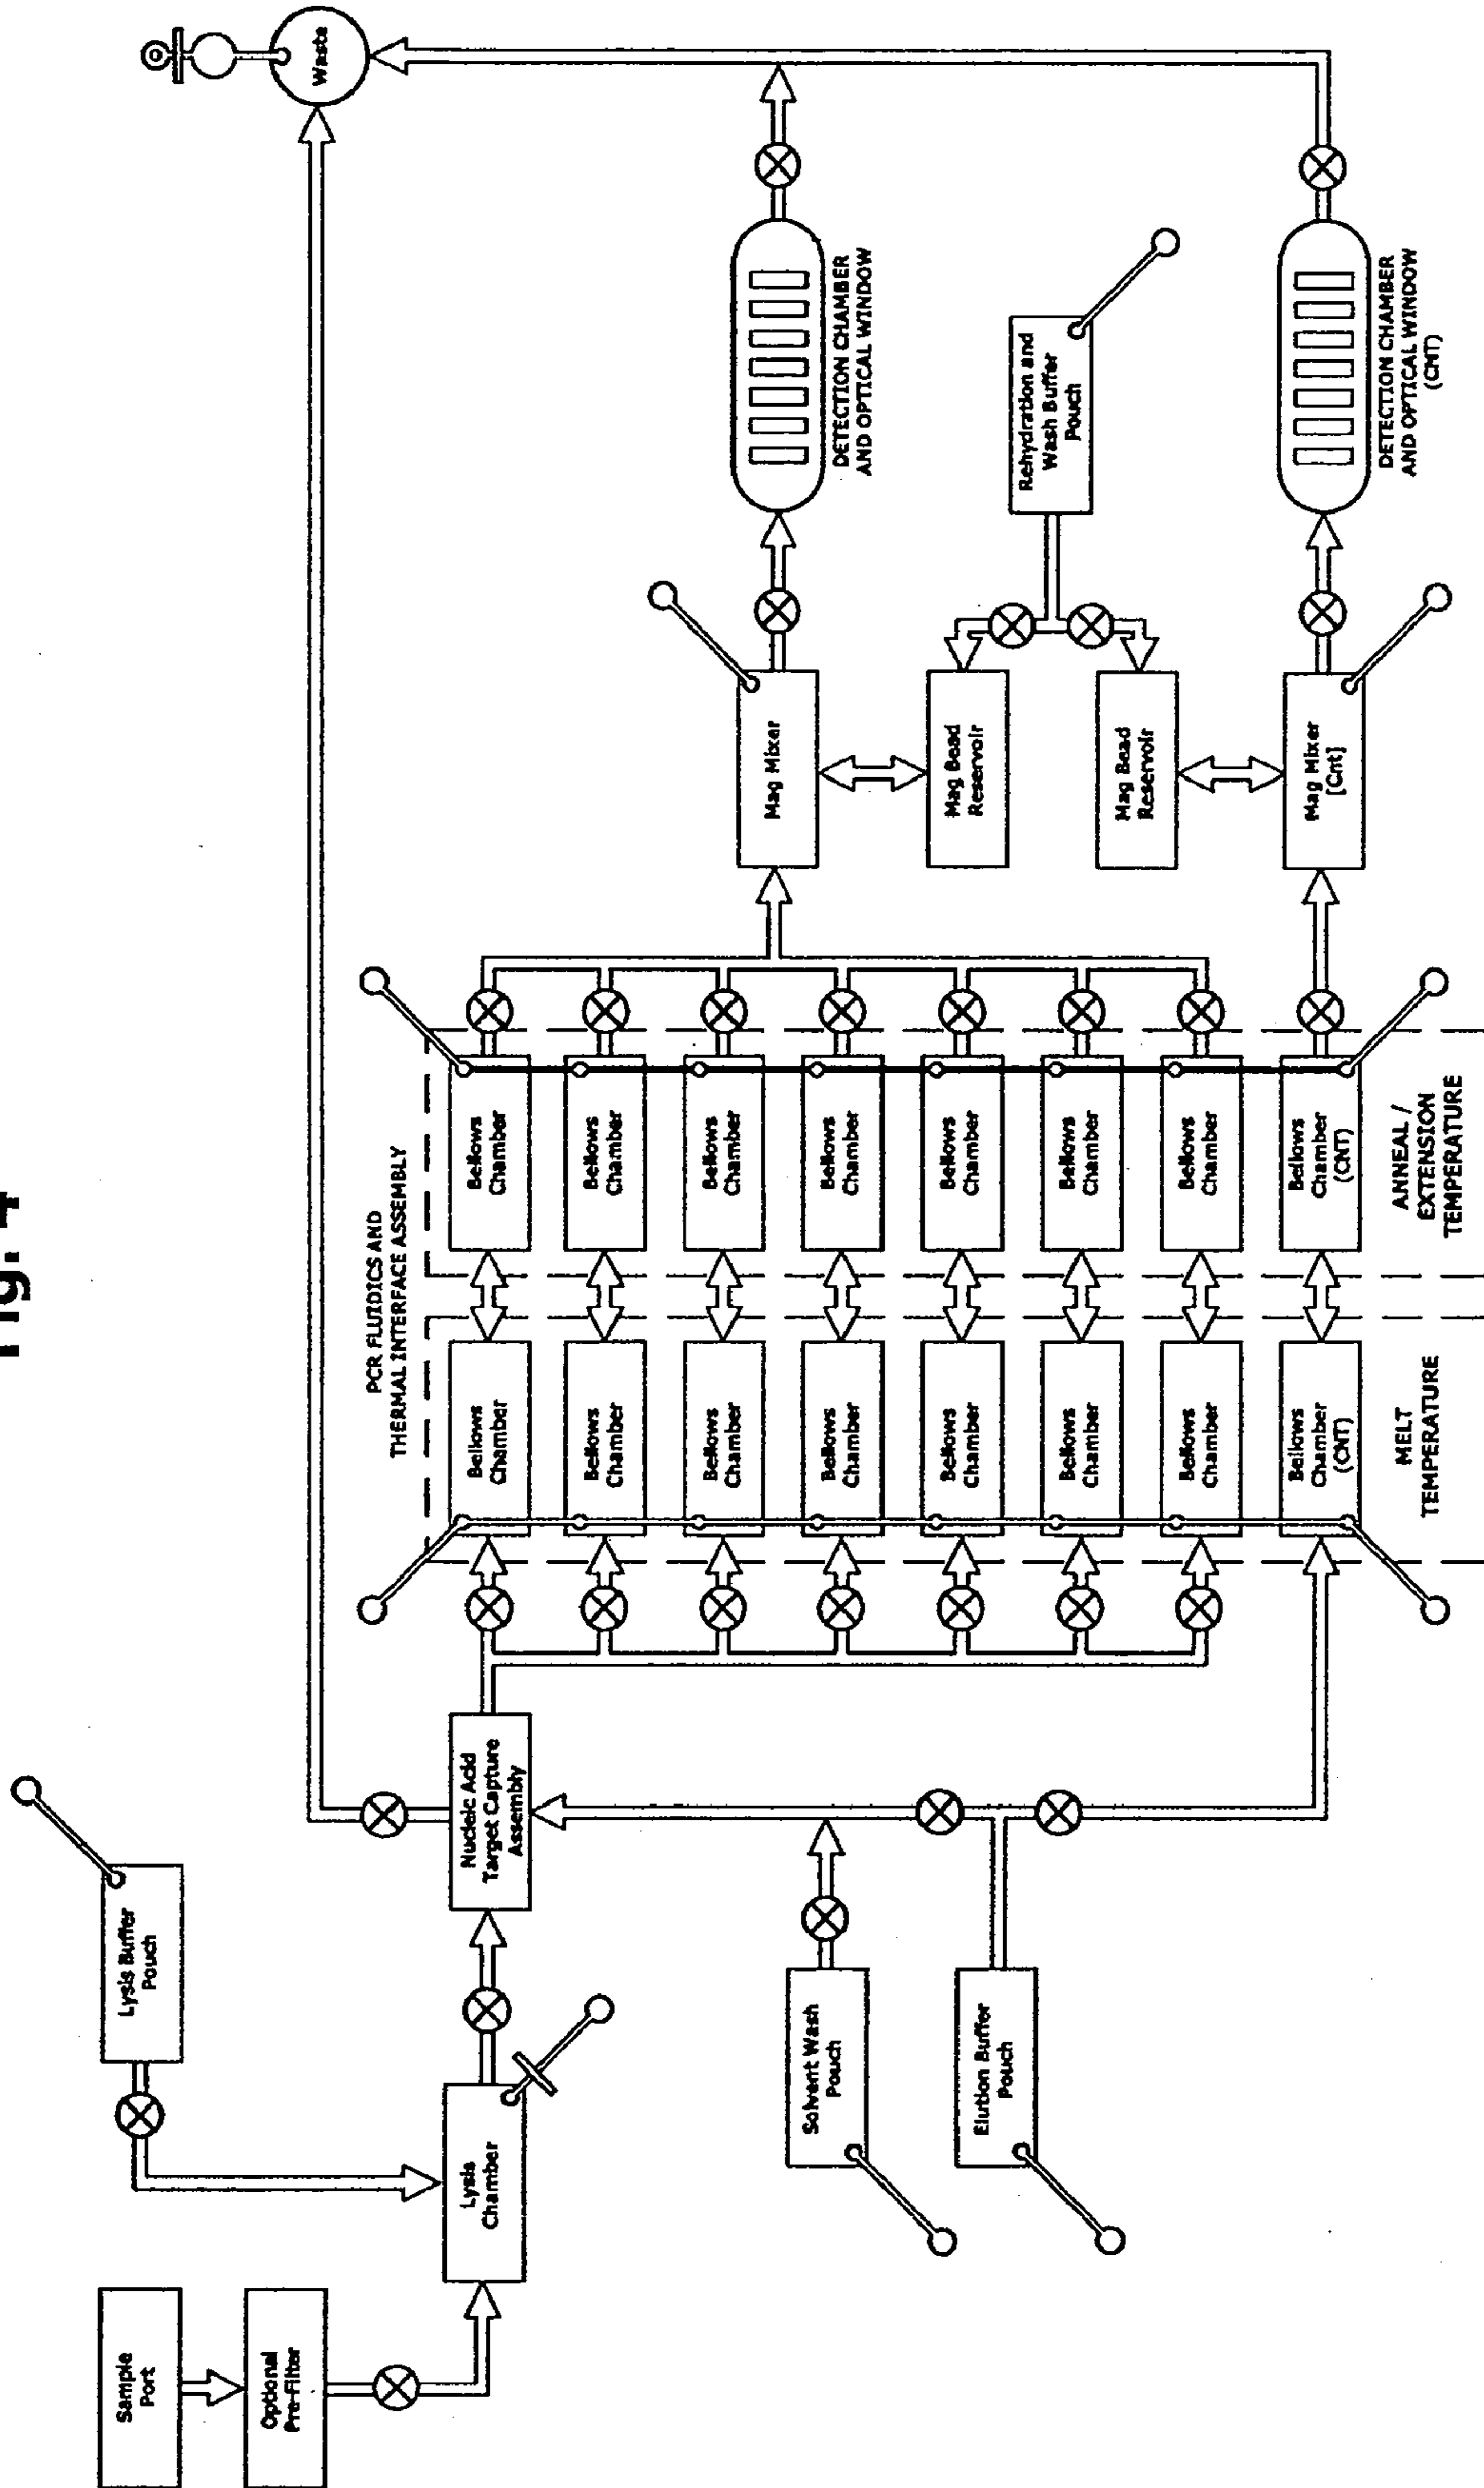 Fig. 4
Sample
Port
Optional
Pre-Filter
Lysis Buffer
Pouch
Lysis
Chamber
Nucleic Acid
Target Capture
Assembly
Solvent Wash
Pouch
Elution Buffer
Pouch
Waste
PCR FLUIDICS AND
THERMAL INTERFACE ASSEMBLY
Bellows
Chamber
Bellows
Chamber
Bellows
Chamber
Bellows
Chamber
Bellows
Chamber
Bellows
Chamber
Bellows
Chamber
Bellows
Chamber
Bellows
Chamber
Bellows
Chamber
Bellows
Chamber
Bellows
Chamber
Bellows
Chamber
Bellows
Chamber
Bellows
Chamber
(CNT)
Bellows
Chamber
(CNT)
MELT
TEMPERATURE
ANNEAL /
EXTENSION
TEMPERATURE
Mag Mixer
DETECTION CHAMBER
AND OPTICAL WINDOW
Mag Bead
Reservoir
Rehydration and
Wash Buffer
Pouch
Mag Bead
Reservoir
Mag Mixer
[Cnt]
DETECTION CHAMBER
AND OPTICAL WINDOW
(CMT)